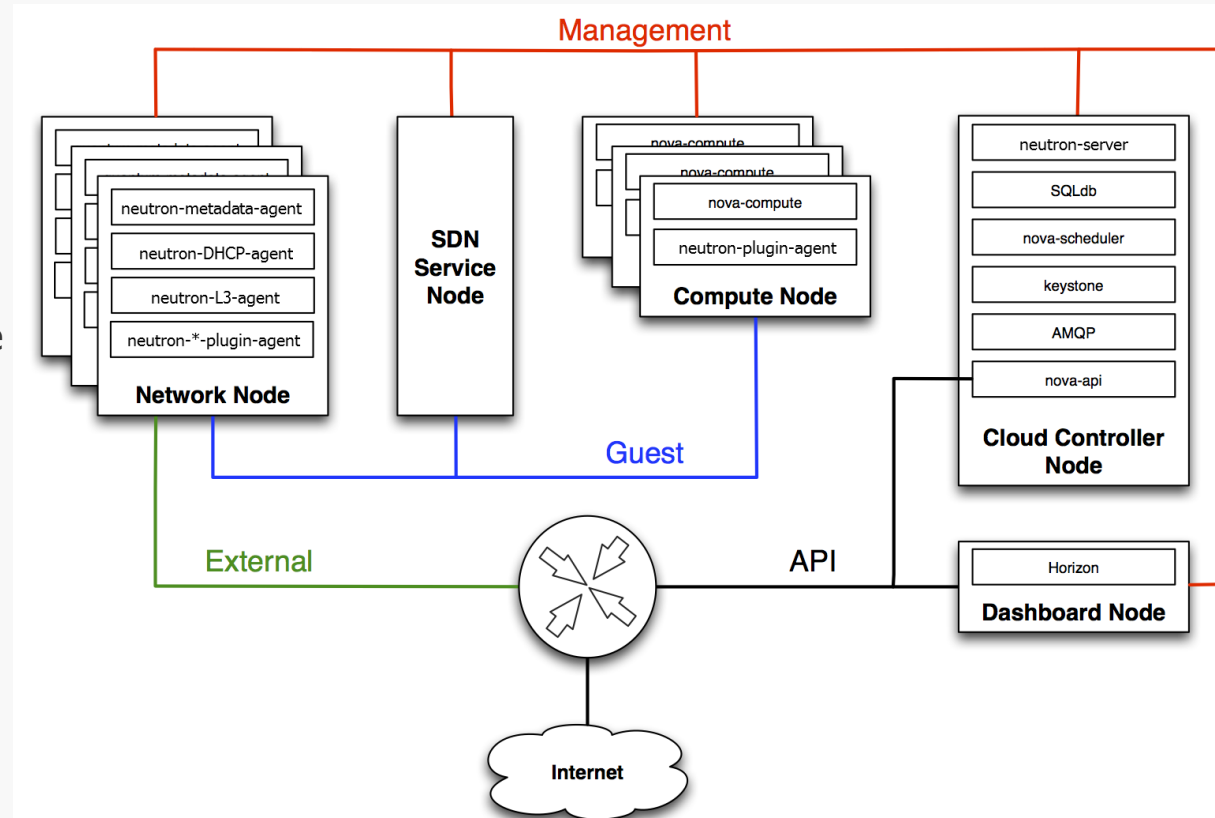 Management
neutron-metadata-agent
neutron-DHCP-agent
neutron-L3-agent
neutron-*-plugin-agent
Network Node
SDN
Service
Node
nova-compute
nova-compute
nova-compute
neutron-plugin-agent
Compute Node
neutron-server
SQLdb
nova-scheduler
keystone
AMQP
nova-api
Cloud Controller
Node
Guest
External
API
Horizon
Dashboard Node
Internet